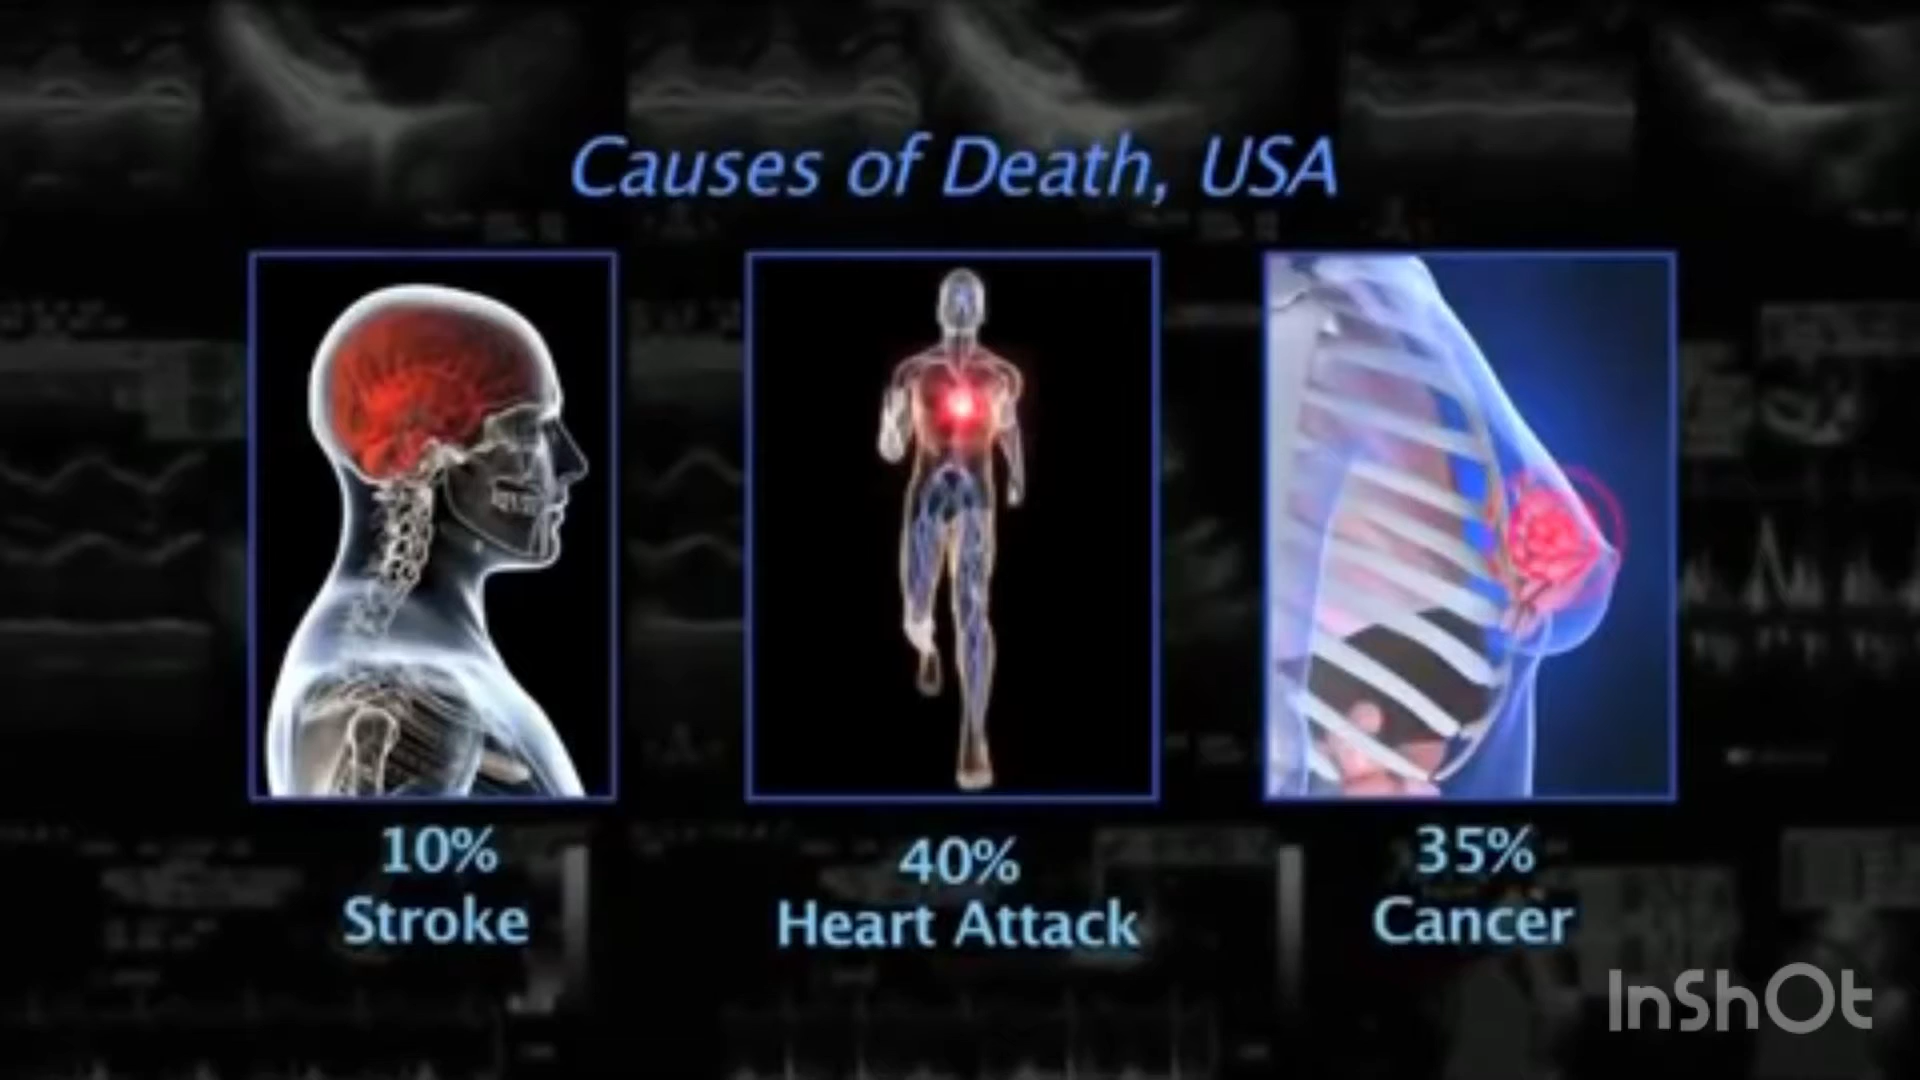 Causes of Death, USA
10%
Stroke
40%
Heart Attack
35%
Cancer
InShOt